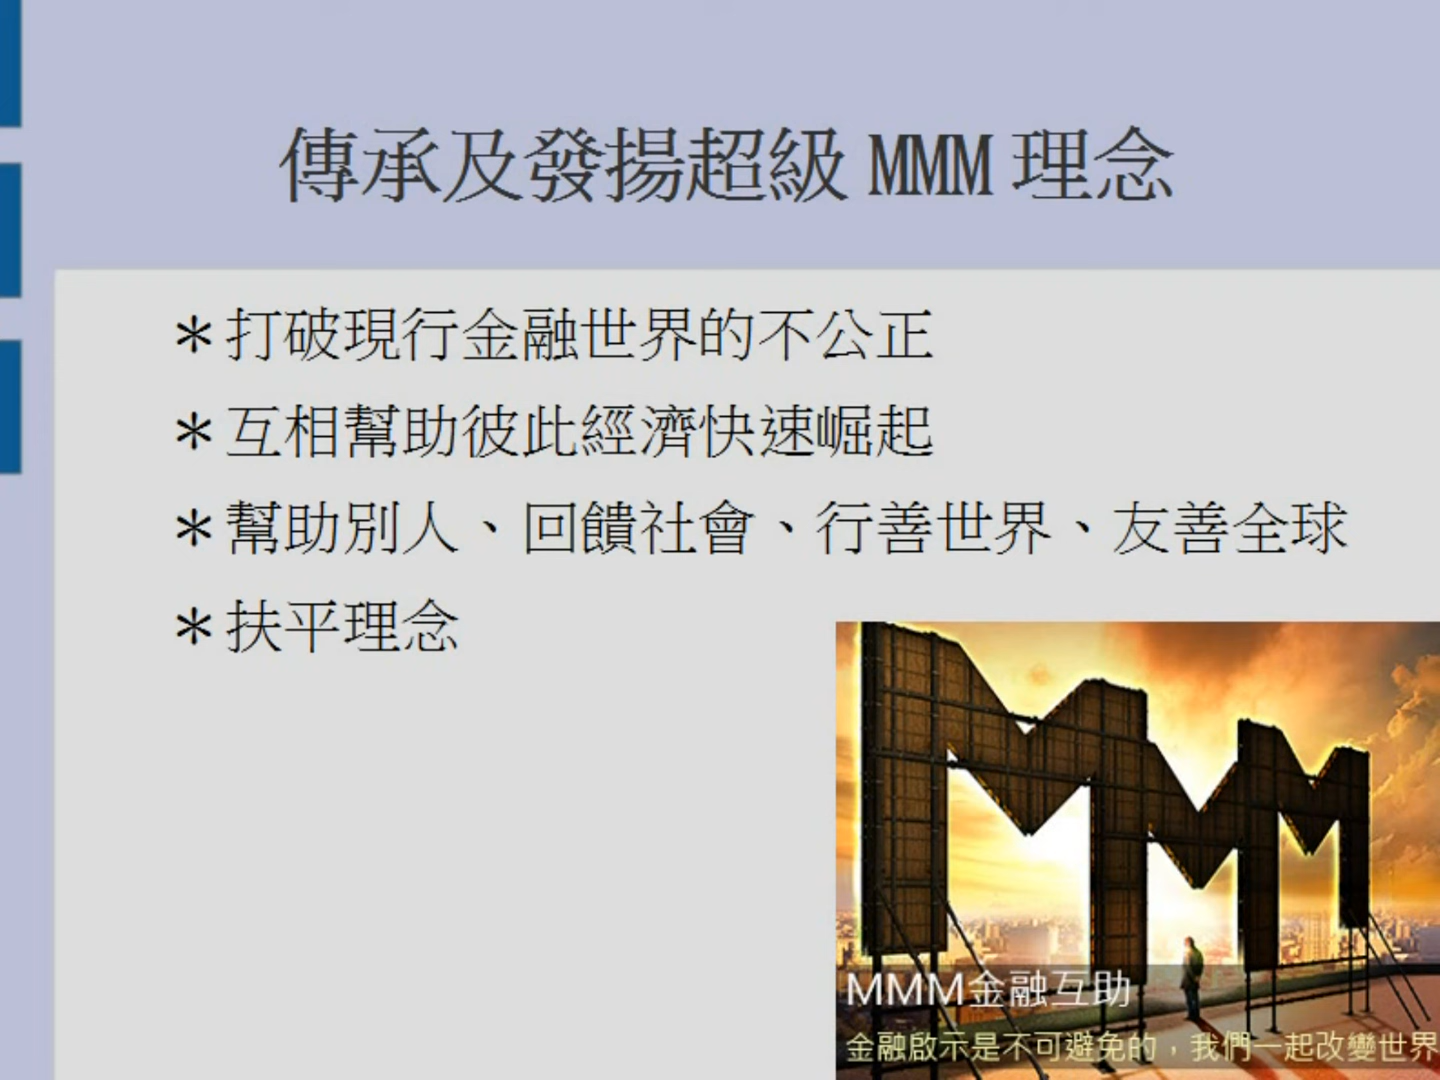 傳承及發揚超級 MMM 理念
＊打破現行金融世界的不公正
＊互相幫助彼此經濟快速崛起
＊幫助別人、回饋社會、行善世界、友善全球
＊扶平理念
MMM
MMM金融互助
金融啟示是不可避免的，我們一起改變世界